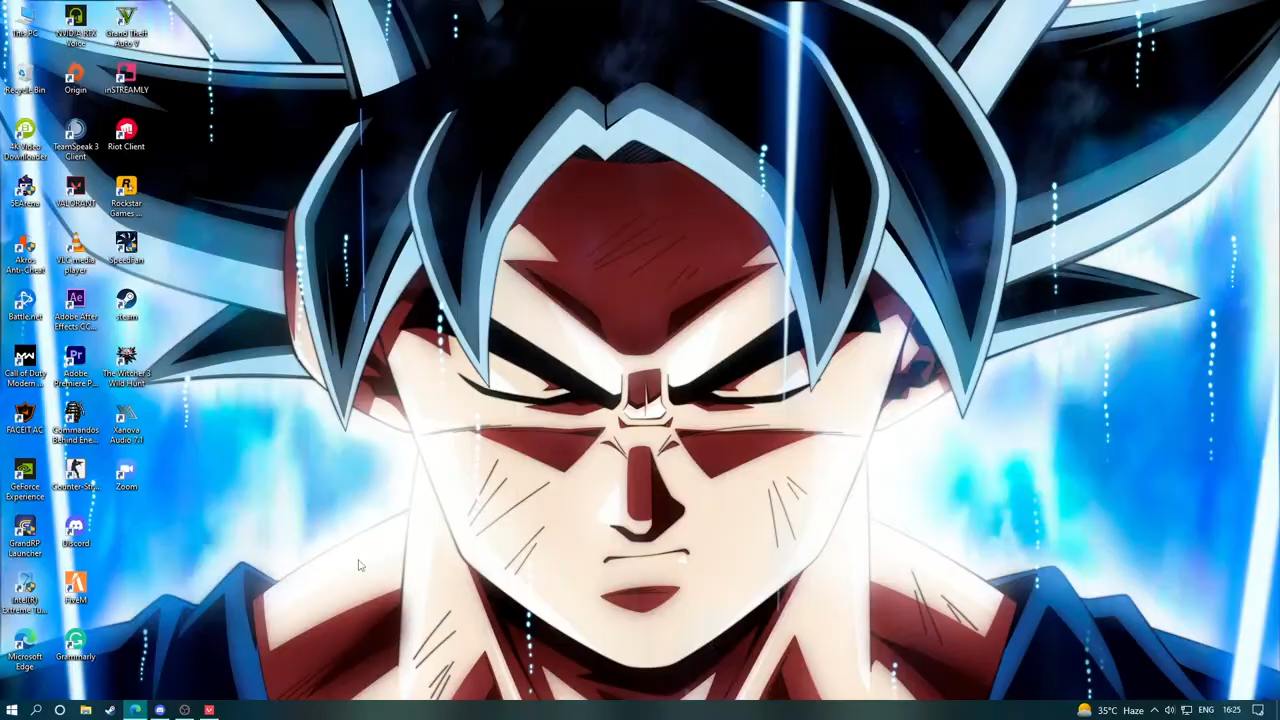 This PC
NVIDIA RTX
Voice
Grand Theft
Auto V
Recycle Bin
Origin
inSTREAMLY
4K Video
Downloader
TeamSpeak 3
Client
Riot Client
5EArena
VALORANT
Rockstar
Games ...
Akros
Anti-Cheat
VLC media
player
SpeedFan
Battle.net
Adobe After
Effects CC...
steam
Call of Duty
Modern ...
Adobe
Premiere P...
The Witcher 3
Wild Hunt
FACEIT AC
Commandos
Behind Ene...
Xanova
Audio 7.1
GeForce
Experience
Counter-Str...
Zoom
GrandRP
Launcher
Discord
Intel(R)
Extreme Tu...
FiveM
Microsoft
Edge
Grammarly
35°C Haze ENG 16:25